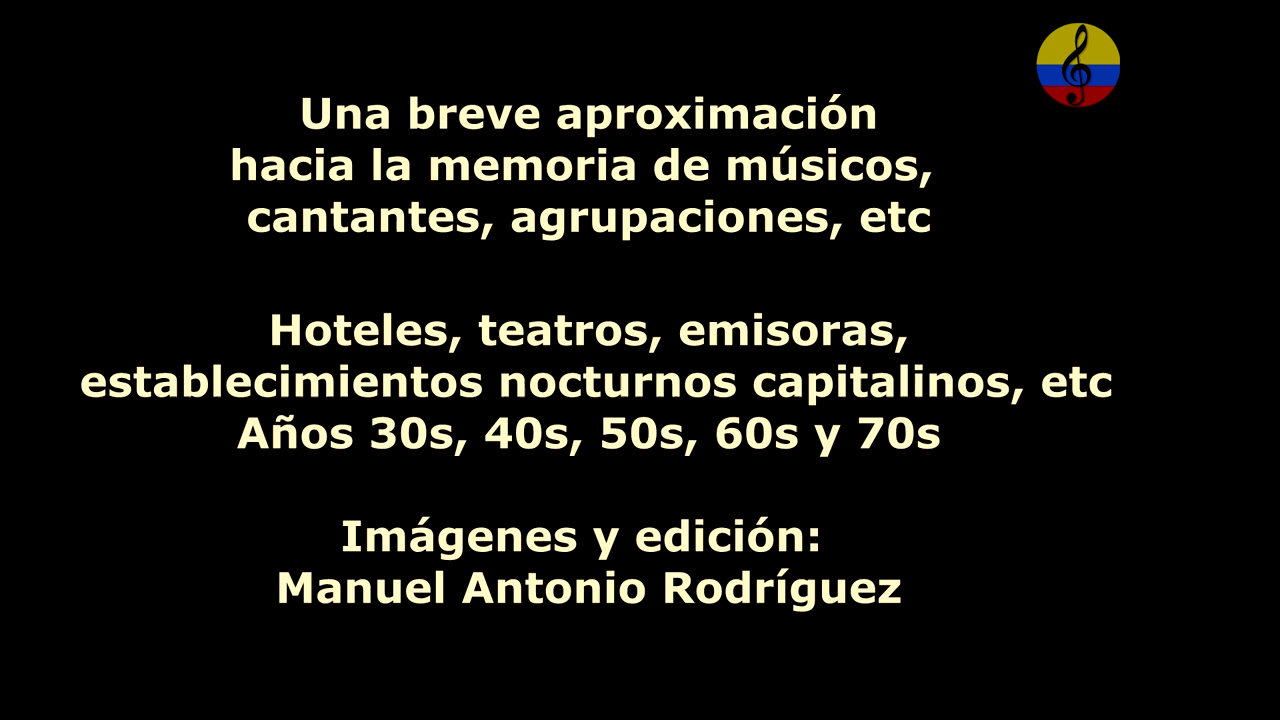 Una breve aproximación
hacia la memoria de músicos,
cantantes, agrupaciones, etc
Hoteles, teatros, emisoras,
establecimientos nocturnos capitalinos, etc
Años 30s, 40s, 50s, 60s y 70s
Imágenes y edición:
Manuel Antonio Rodríguez